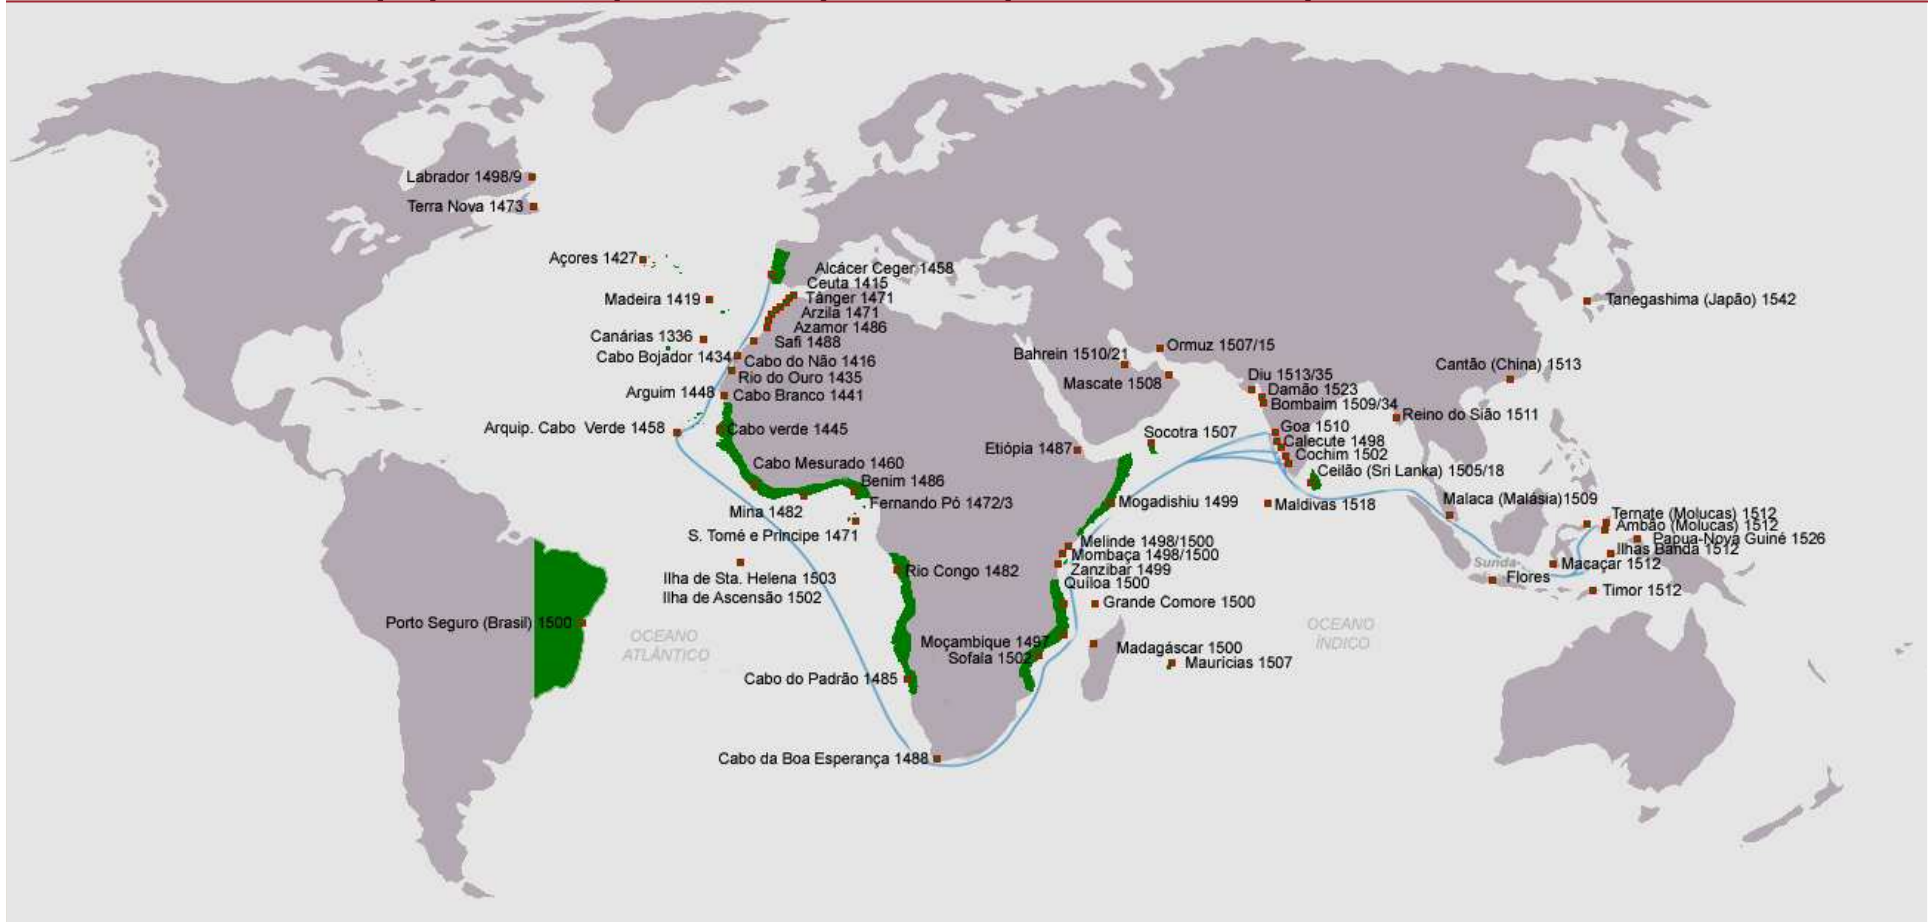 Labrador 1498/9
Terra Nova 1473
Açores 1427
Madeira 1419
Canárias 1336
Cabo Bojador 1434
Arguim 1448
Arquip. Cabo Verde 1458
Alcácer Ceger 1458
Ceuta 1415
Tânger 1471
Arzila 1471
Azamor 1486
Safi 1488
Cabo do Não 1416
Rio do Ouro 1435
Cabo Branco 1441
Cabo verde 1445
Cabo Mesurado 1460
Benim 1486
Fernando Pó 1472/3
Mina 1482
S. Tomé e Príncipe 1471
Ilha de Sta. Helena 1503
Ilha de Ascensão 1502
Porto Seguro (Brasil) 1500
OCEANO
ATLÂNTICO
Rio Congo 1482
Cabo do Padrão 1485
Cabo da Boa Esperança 1488
Moçambique 1497
Sofala 1502
Etiópia 1487
Bahrein 1510/21
Ormuz 1507/15
Mascate 1508
Socotra 1507
Mogadishiu 1499
Melinde 1498/1500
Mombaça 1498/1500
Zanzibar 1499
Quíloa 1500
Grande Comore 1500
Madagáscar 1500
Maurícias 1507
OCEANO
ÍNDICO
Diu 1513/35
Damão 1523
Bombaim 1509/34
Goa 1510
Calecute 1498
Cochim 1502
Ceilão (Sri Lanka) 1505/18
Maldivas 1518
Reino do Sião 1511
Cantão (China) 1513
Tanegashima (Japão) 1542
Malaca (Malásia)1509
Ternate (Molucas) 1512
Ambão (Molucas) 1512
Papua-Nova Guiné 1526
Ilhas Banda 1512
Macaçar 1512
Sunda
Flores
Timor 1512